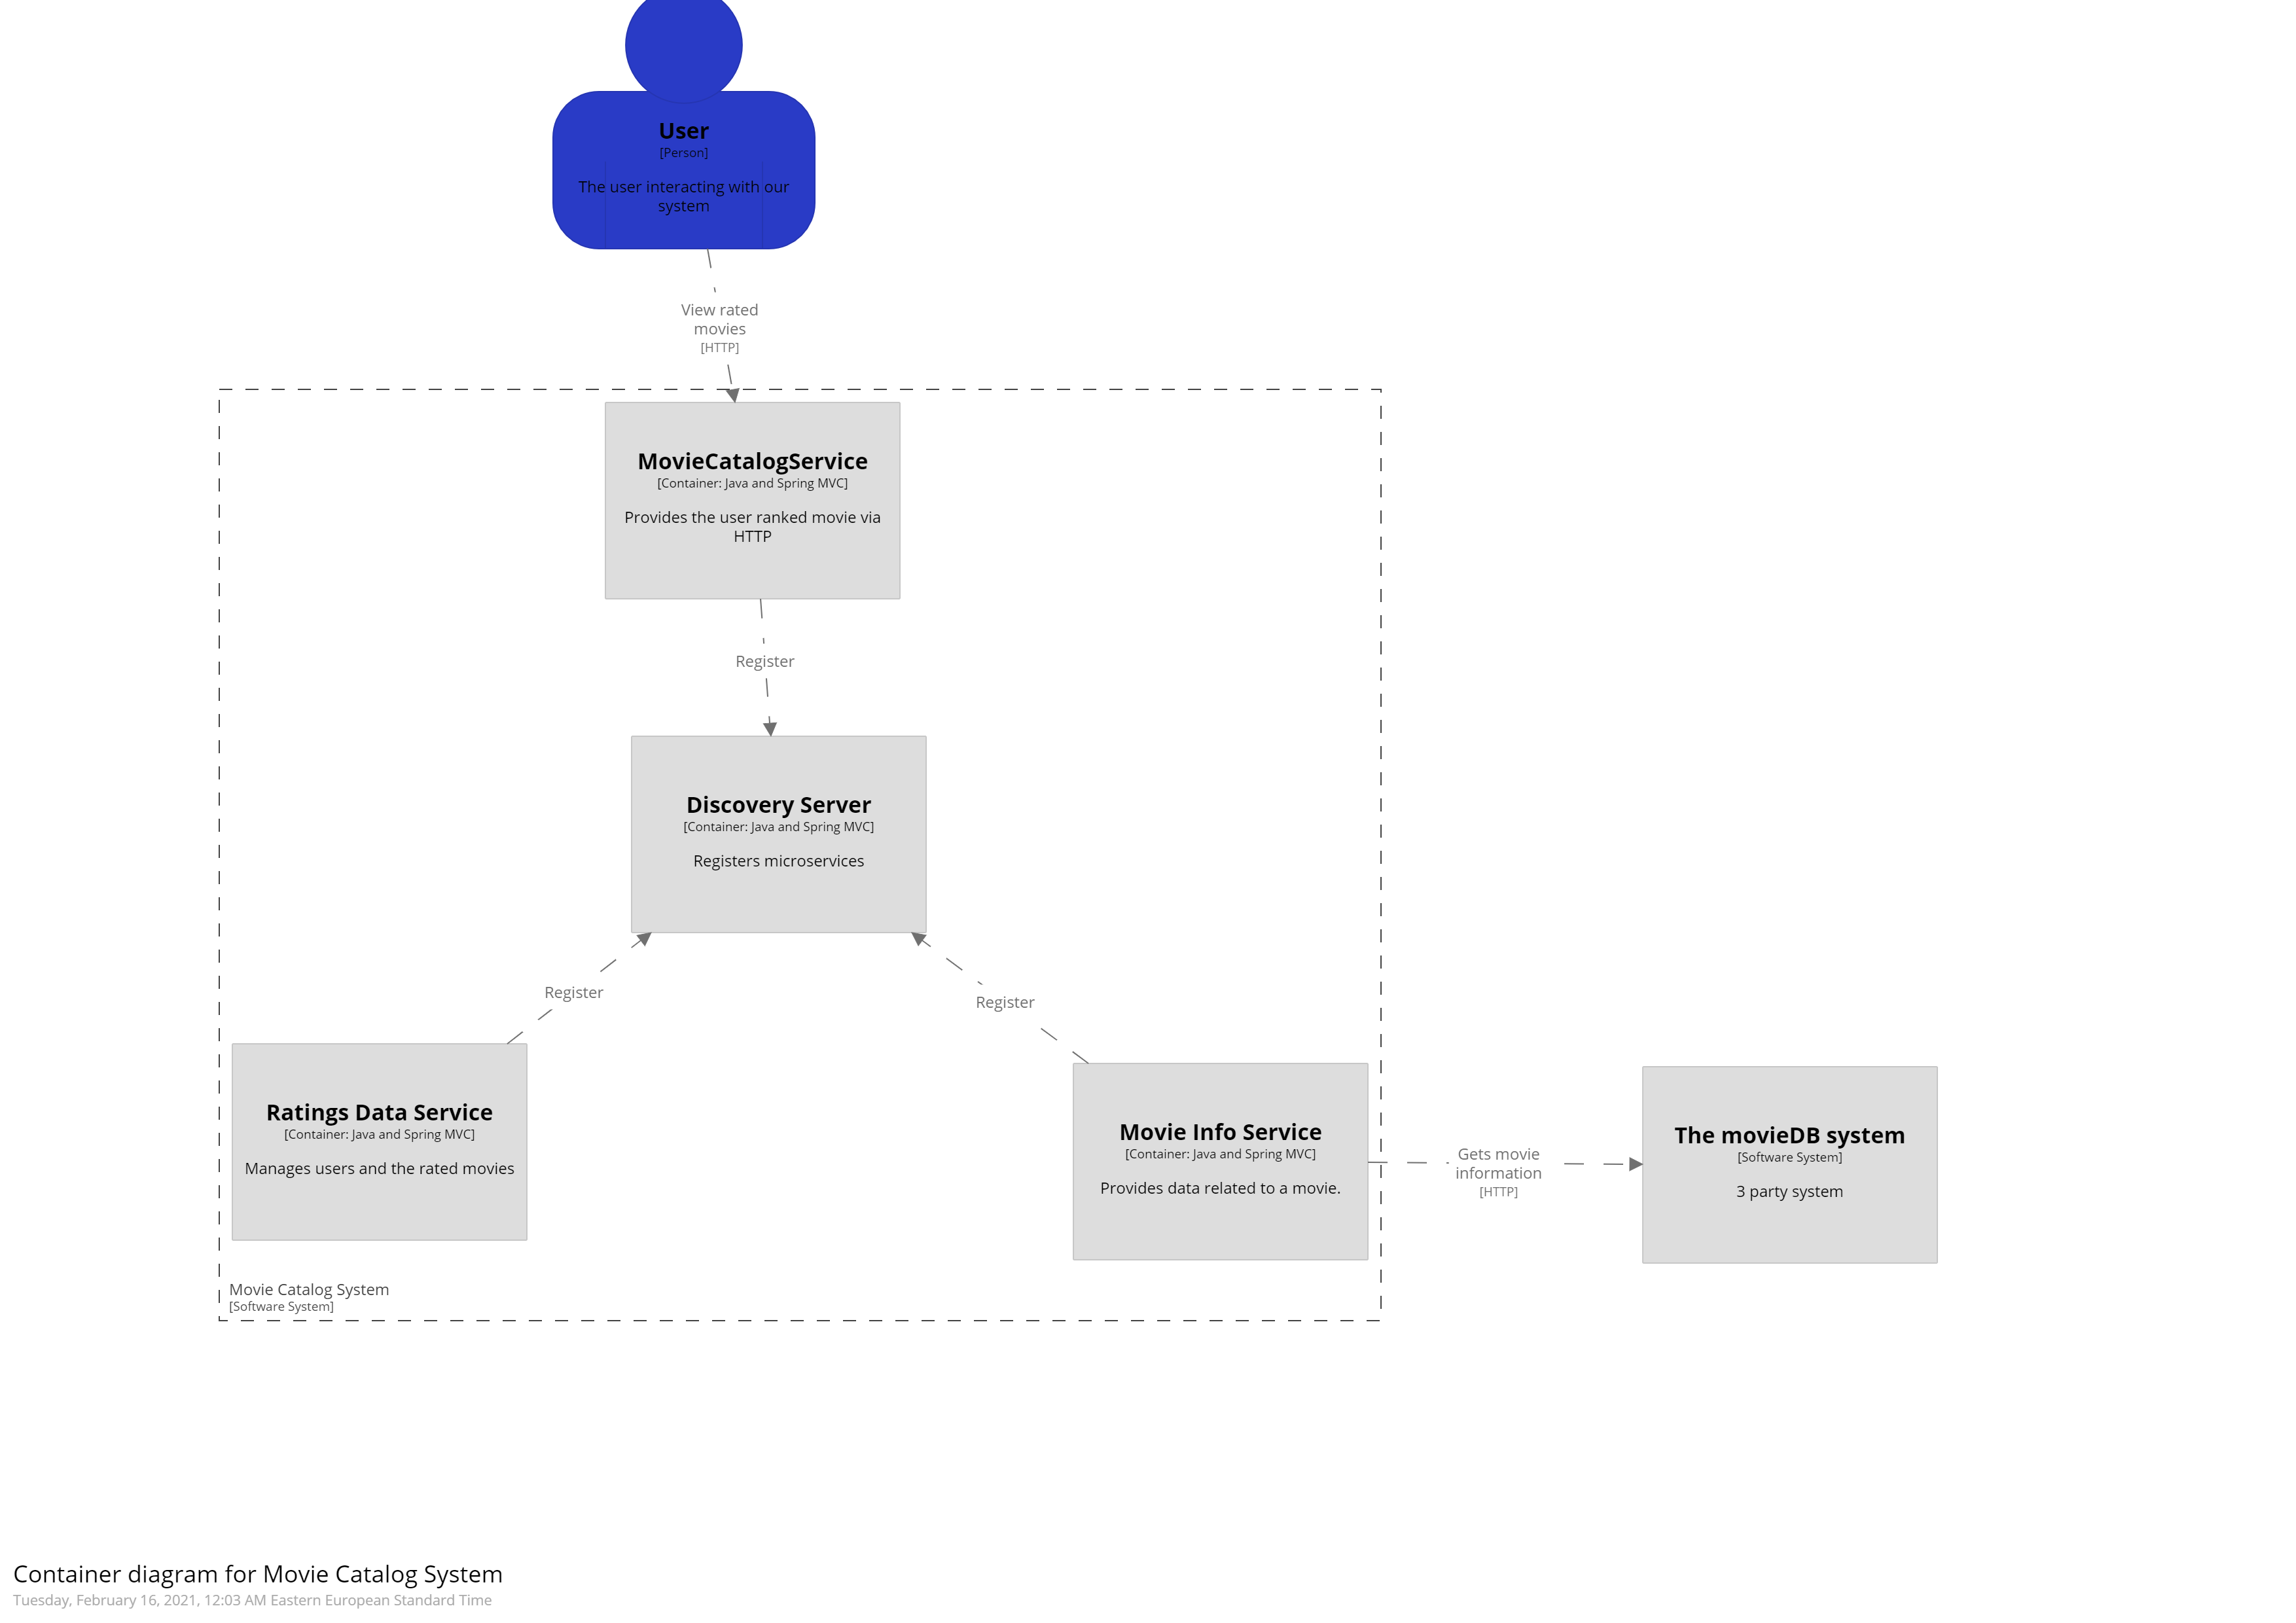 User
[Person]
The user interacting with our
system
View rated
movies
[HTTP]
MovieCatalogService
[Container: Java and Spring MVC]
Provides the user ranked movie via
HTTP
Register
Discovery Server
[Container: Java and Spring MVC]
Registers microservices
Register
Register
Ratings Data Service
[Container: Java and Spring MVC]
Manages users and the rated movies
Movie Info Service
[Container: Java and Spring MVC]
Provides data related to a movie.
Gets movie
information
[HTTP]
The movieDB system
[Software System]
3 party system
Movie Catalog System
[Software System]
Container diagram for Movie Catalog System
Tuesday, February 16, 2021, 12:03 AM Eastern European Standard Time